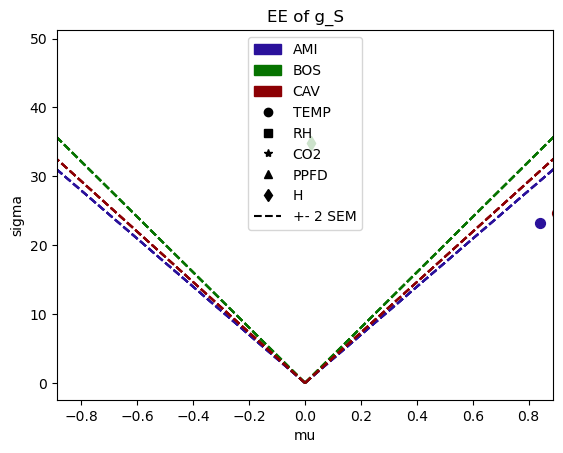 EE of g_S
50
40
30
20
10
0
sigma
AMI
BOS
CAV
TEMP
RH
CO2
PPFD
H
+- 2 SEM
−0.8
−0.6
−0.4
−0.2
0.0
0.2
0.4
0.6
0.8
mu